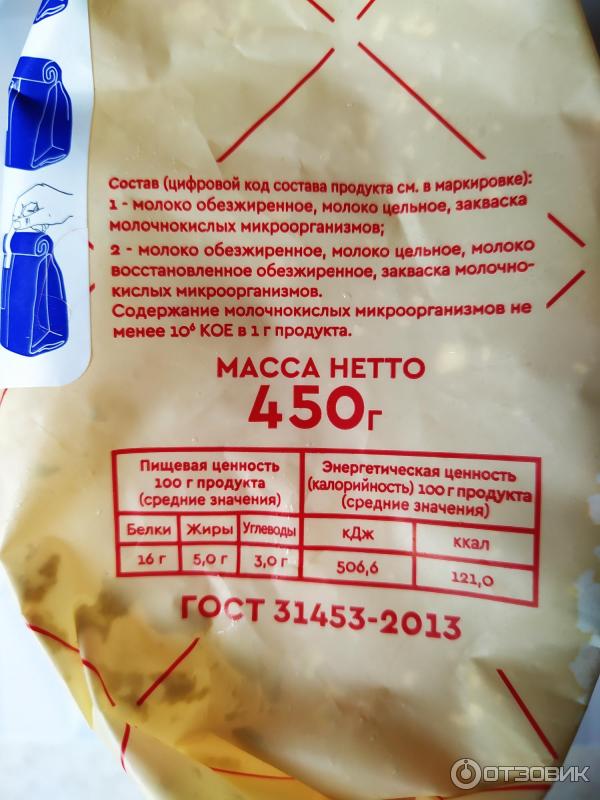 Состав (цифровой код состава продукта см. в маркировке):
1 - молоко обезжиренное, молоко цельное, закваска
молочнокислых микроорганизмов;
2 - молоко обезжиренное, молоко цельное, молоко
восстановленное обезжиренное, закваска молочно-
кислых микроорганизмов.
Содержание молочнокислых микроорганизмов не
менее 10⁶ КОЕ в 1 г продукта.
МАССА НЕТТО
450г
Пищевая ценность
100 г продукта
(средние значения)
Энергетическая ценность
(калорийность) 100 г продукта
(средние значения)
Белки Жиры Углеводы кДж ккал
16 г 5,0 г 3,0 г 506,6 121,0
ГОСТ 31453-2013
ОТЗОВИК